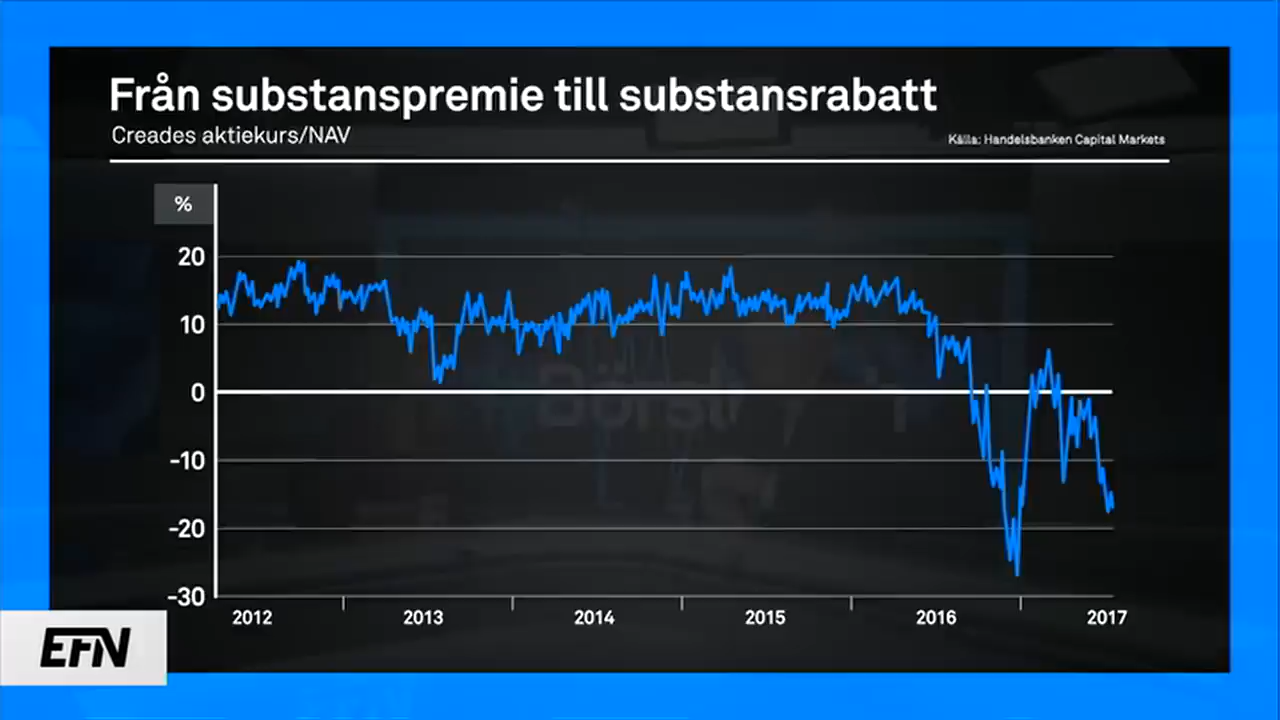 Från substanspremie till substansrabatt
Creades aktiekurs/NAV
Källa: Handelsbanken Capital Markets
%
20
10
0
-10
-20
-30
2012 2013 2014 2015 2016 2017
EFN